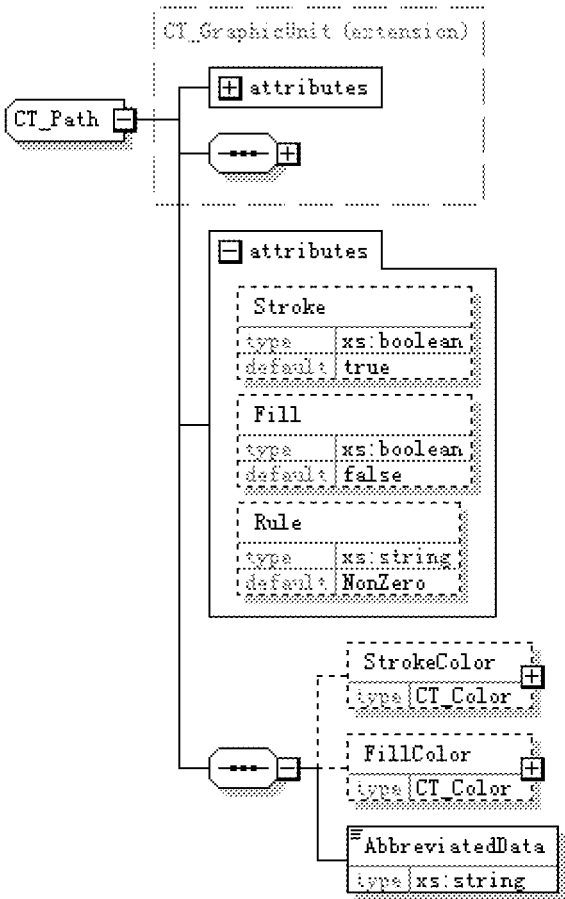 CT_GraphicUnit (extension)
attributes
CT_Path
attributes
Stroke
type xs:boolean
default true
Fill
type xs:boolean
default false
Rule
type xs:string
default NonZero
StrokeColor
type CT_Color
FillColor
type CT_Color
AbbreviatedData
type xs:string